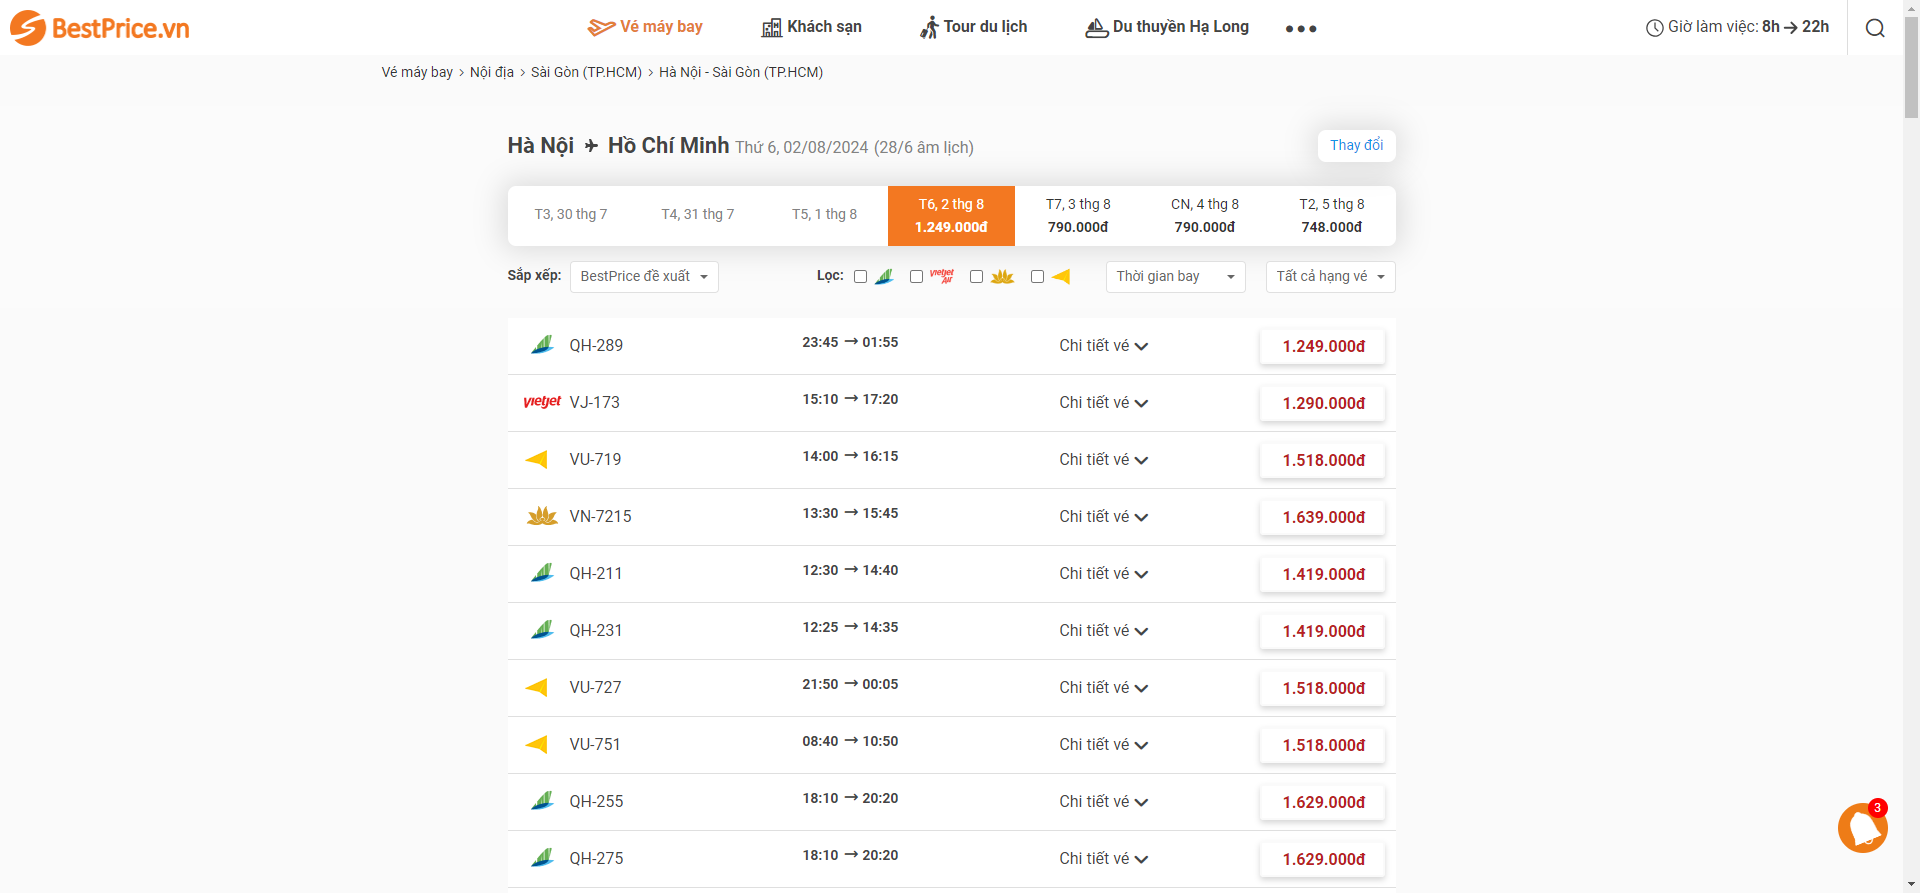 BestPrice.vn
Vé máy bay Khách sạn Tour du lịch Du thuyền Hạ Long Giờ làm việc: 8h → 22h
Vé máy bay > Nội địa > Sài Gòn (TP.HCM) > Hà Nội - Sài Gòn (TP.HCM)
Hà Nội Hồ Chí Minh Thứ 6, 02/08/2024 (28/6 âm lịch) Thay đổi
T3, 30 thg 7 T4, 31 thg 7 T5, 1 thg 8 T6, 2 thg 8 T7, 3 thg 8 CN, 4 thg 8 T2, 5 thg 8
1.249.000đ 790.000đ 790.000đ 748.000đ
Sắp xếp: BestPrice đề xuất Lọc: vietjet Air Thời gian bay Tất cả hạng vé
QH-289 23:45 → 01:55 Chi tiết vé 1.249.000đ
vietjet VJ-173 15:10 → 17:20 Chi tiết vé 1.290.000đ
VU-719 14:00 → 16:15 Chi tiết vé 1.518.000đ
VN-7215 13:30 → 15:45 Chi tiết vé 1.639.000đ
QH-211 12:30 → 14:40 Chi tiết vé 1.419.000đ
QH-231 12:25 → 14:35 Chi tiết vé 1.419.000đ
VU-727 21:50 → 00:05 Chi tiết vé 1.518.000đ
VU-751 08:40 → 10:50 Chi tiết vé 1.518.000đ
QH-255 18:10 → 20:20 Chi tiết vé 1.629.000đ
3
QH-275 18:10 → 20:20 Chi tiết vé 1.629.000đ